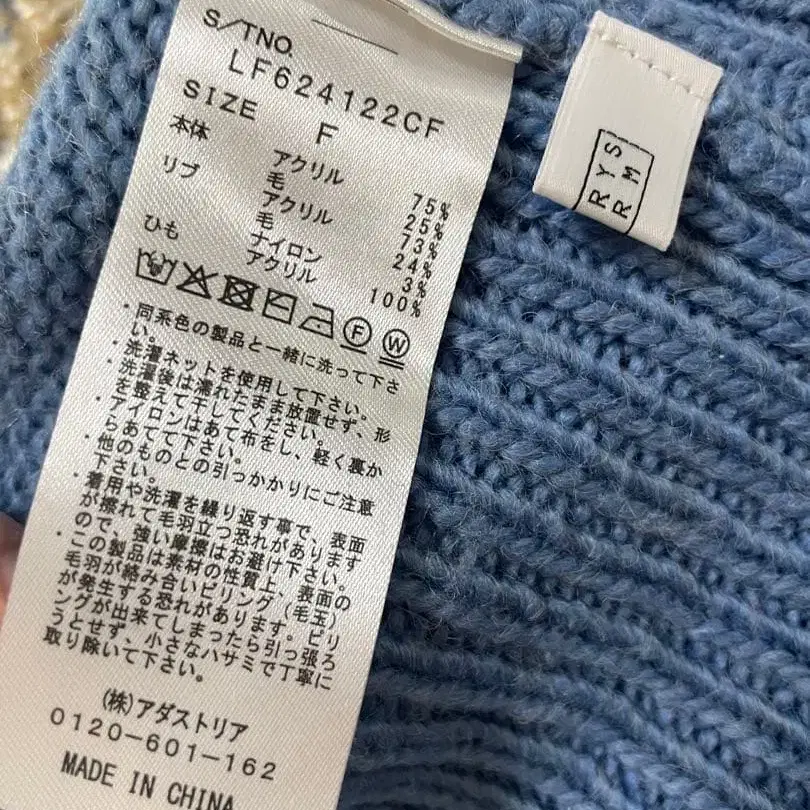 S/TNO.
LF624122CF
SIZE F
本体 アクリル 75%
毛 25%
リブ アクリル 73%
毛 24%
ナイロン 3%
ひも アクリル 100%
・同系色の製品と一緒に洗って下さ
い。
・洗濯ネットを使用して下さい。
・洗濯後は濡れたまま放置せず、形
を整えて干してください。
・アイロンはあて布をし、軽く裏か
らあてて下さい。
・他のものとの引っかかりにご注意
下さい。
・着用や洗濯を繰り返す事で、表面
が擦れて毛羽立つ恐れがあります
ので、強い摩擦はお避け下さい。
・この製品は素材の性質上、表面の
毛羽が絡み合いピリング(毛玉)
が発生する恐れがあります。ピリ
ングが出来てしまったら引っ張ろ
うとせず、小さなハサミで丁寧に
取り除いて下さい。
(株)アダストリア
0120-601-162
MADE IN CHINA
RYS
RM
F
W